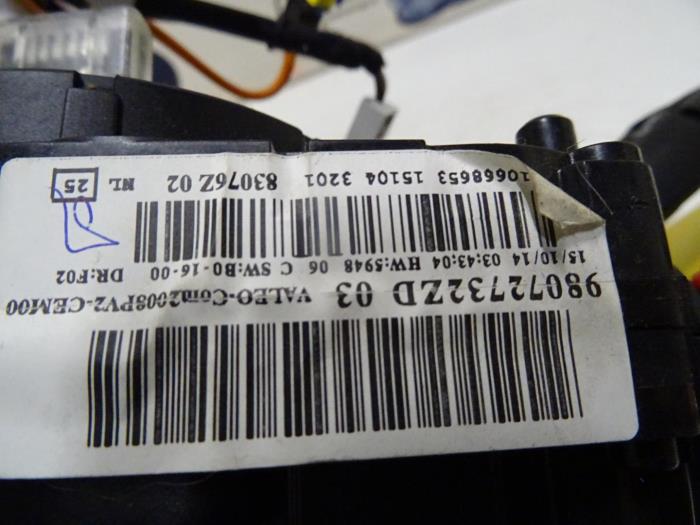 98072732ZD 03 VALEO-Com2008PV2-CEM00
15/10/14 03:43:04 HW:5948 06 C SW:B0-16-00 DR:F02
10668653 15104 3201 83076Z 02 NL 25